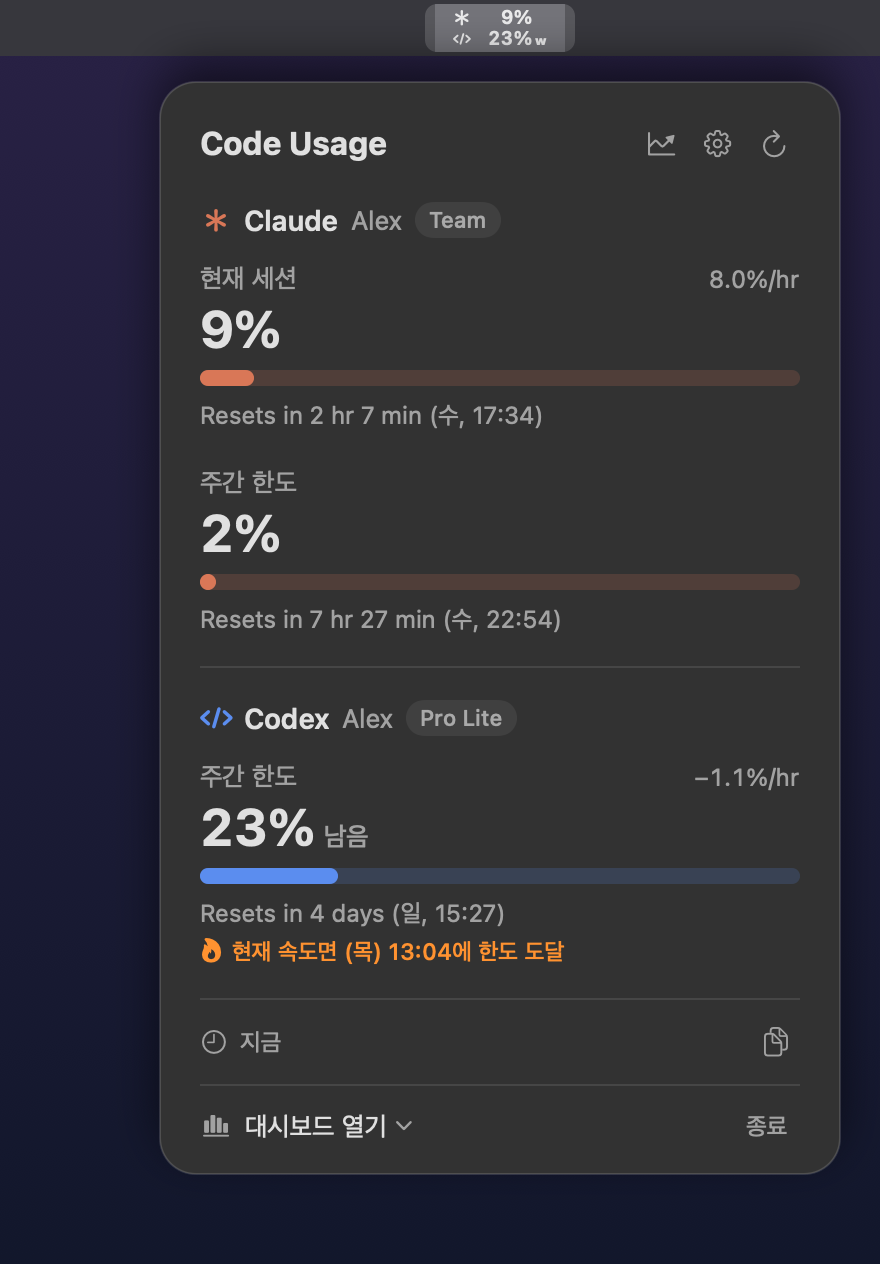 9%
</> 23% w
Code Usage
Claude Alex Team
현재 세션 8.0%/hr
9%
Resets in 2 hr 7 min (수, 17:34)
주간 한도
2%
Resets in 7 hr 27 min (수, 22:54)
</> Codex Alex Pro Lite
주간 한도 −1.1%/hr
23% 남음
Resets in 4 days (일, 15:27)
현재 속도면 (목) 13:04에 한도 도달
지금
대시보드 열기 종료